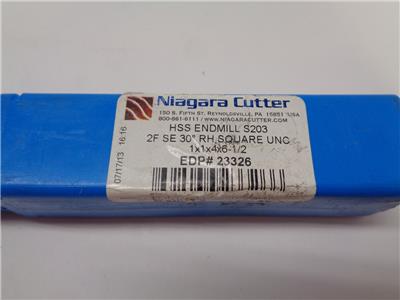 Niagara Cutter
150 S. FIFTH ST. REYNOLDSVILLE, PA 15851 USA
800-661-6111 / www.NIAGARACUTTER.COM
HSS ENDMILL S203
2F SE 30° RH SQUARE UNC
1x1x4x6-1/2
EDP# 23326
07/17/13 16:16